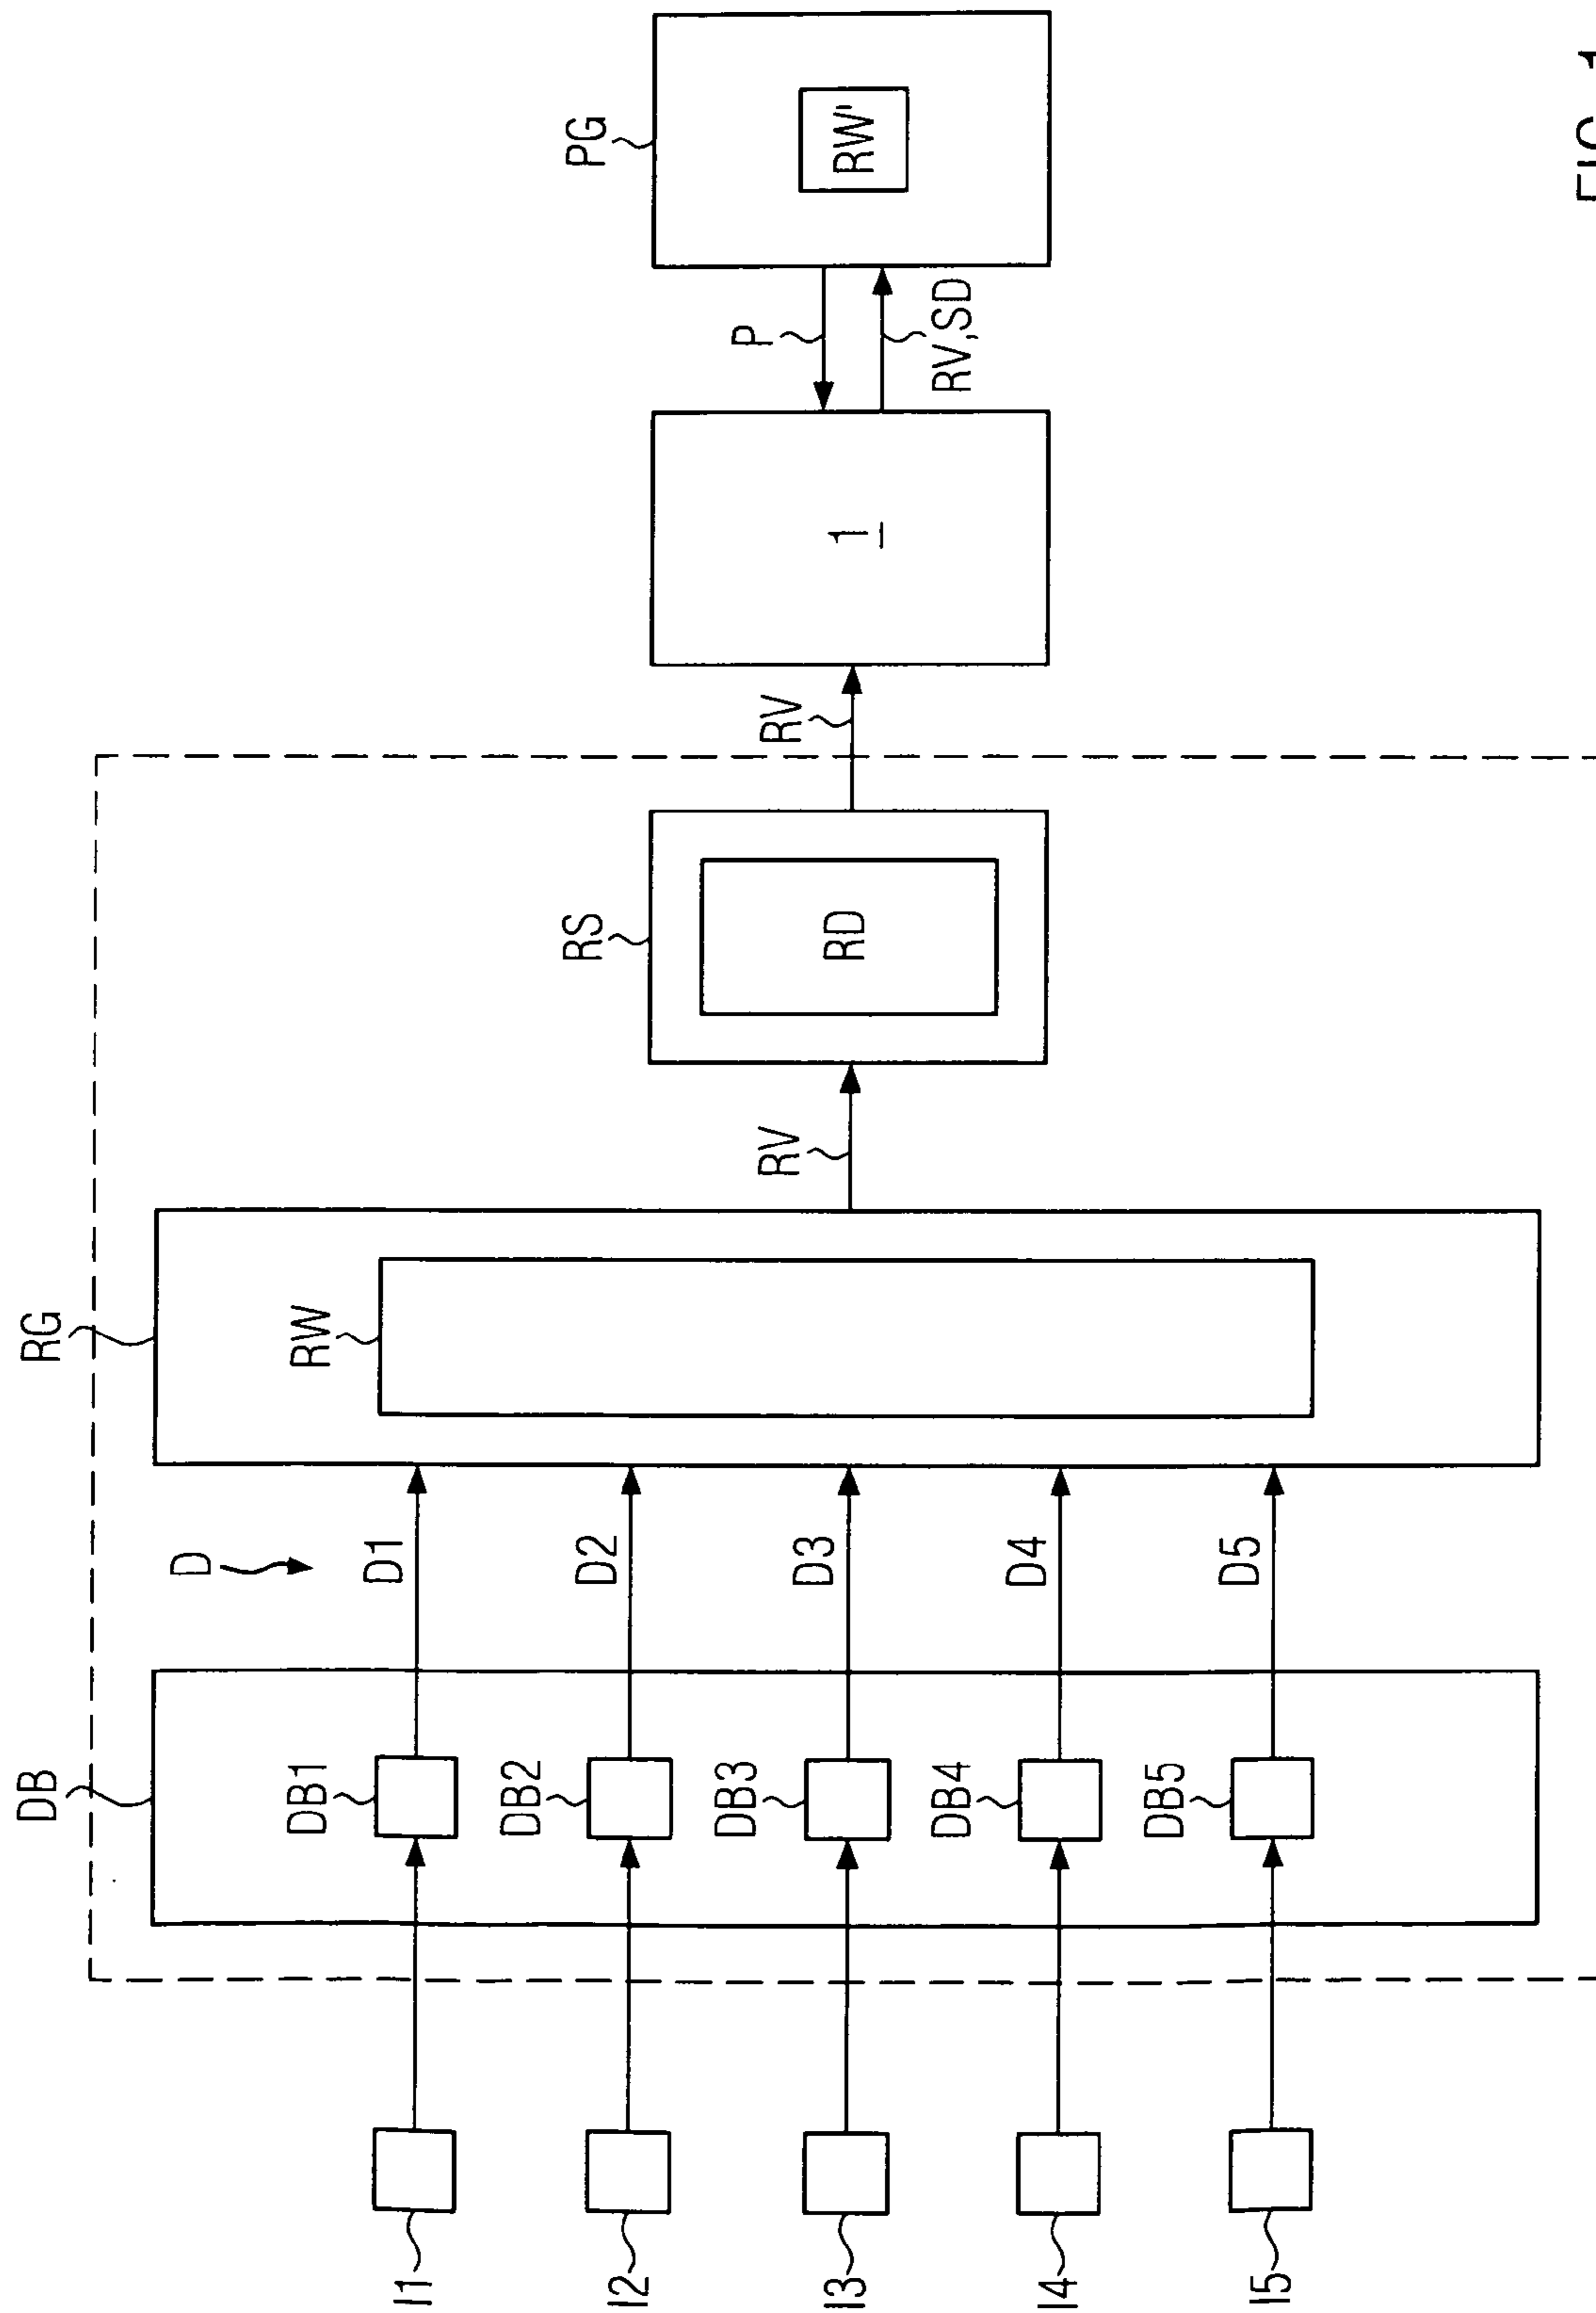 I1
I2
I3
I4
I5
DB
DB1
DB2
DB3
DB4
DB5
D
D1
D2
D3
D4
D5
RG
RW
RV
RS
RD
RV
1
P
RV,SD
PG
RW'